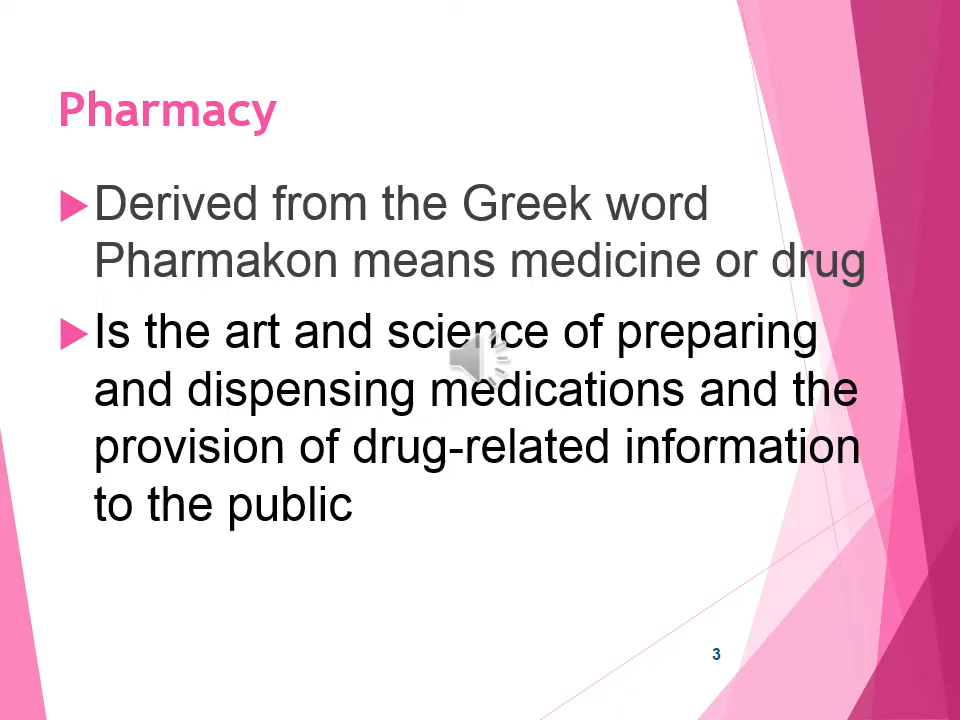 Pharmacy
Derived from the Greek word
Pharmakon means medicine or drug
Is the art and science of preparing
and dispensing medications and the
provision of drug-related information
to the public
3